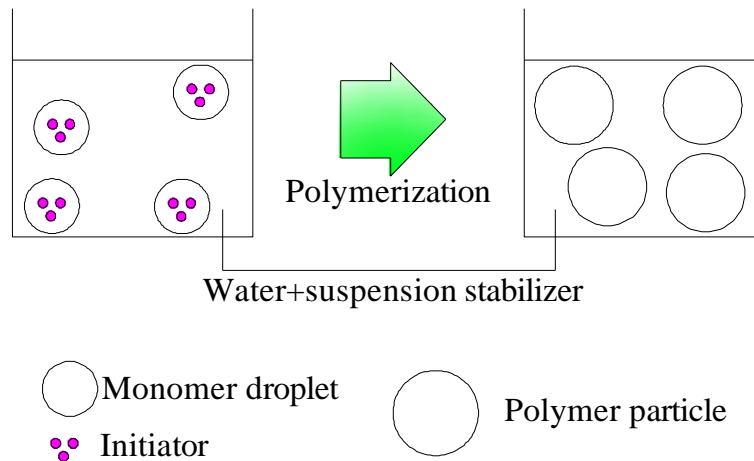 Polymerization
Water+suspension stabilizer
Monomer droplet
Polymer particle
Initiator